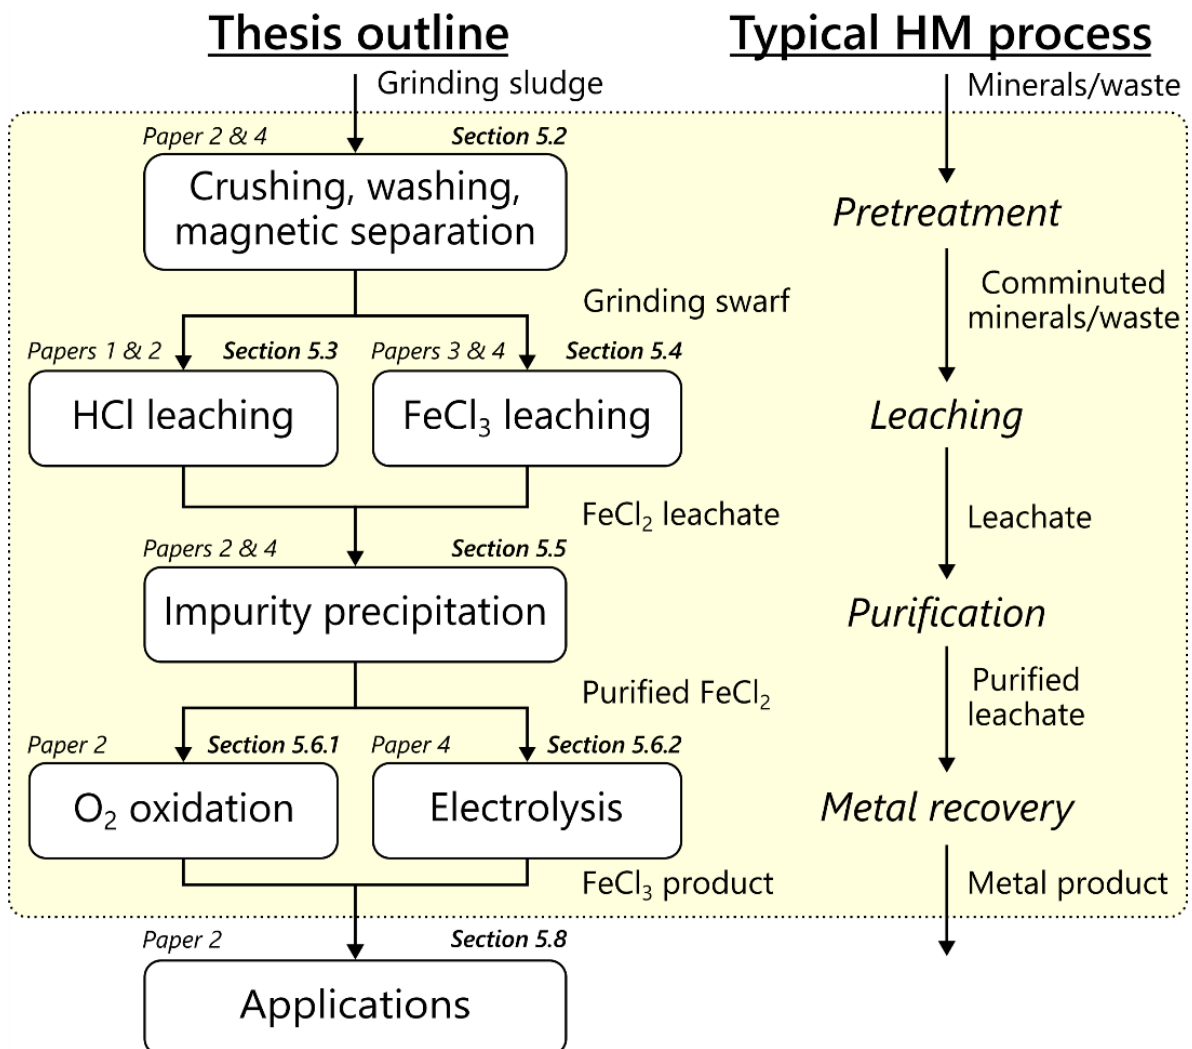 Thesis outline
Typical HM process
Grinding sludge
Minerals/waste
Paper 2 & 4
Section 5.2
Crushing, washing,
magnetic separation
Pretreatment
Grinding swarf
Comminuted
minerals/waste
Papers 1 & 2
Section 5.3
Papers 3 & 4
Section 5.4
HCl leaching
FeCl₃ leaching
Leaching
FeCl₂ leachate
Leachate
Papers 2 & 4
Section 5.5
Impurity precipitation
Purification
Purified FeCl₂
Purified
leachate
Paper 2
Section 5.6.1
Paper 4
Section 5.6.2
O₂ oxidation
Electrolysis
Metal recovery
FeCl₃ product
Metal product
Paper 2
Section 5.8
Applications